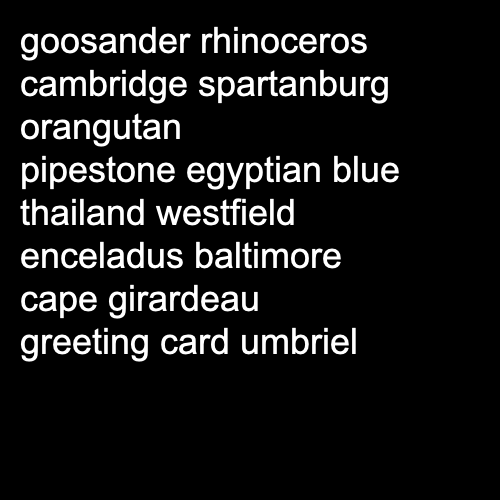 goosander rhinoceros
cambridge spartanburg
orangutan
pipestone egyptian blue
thailand westfield
enceladus baltimore
cape girardeau
greeting card umbriel